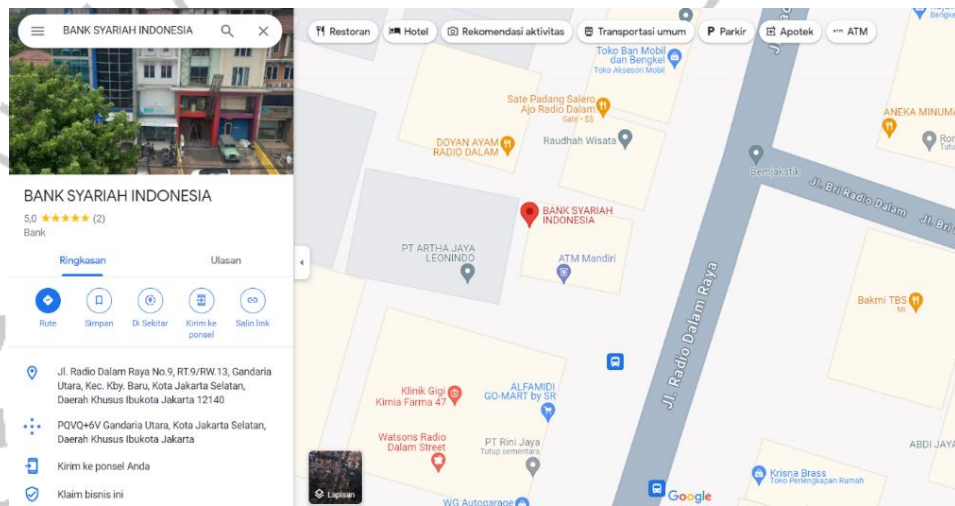 BANK SYARIAH INDONESIA
Restoran
Hotel
Rekomendasi aktivitas
Transportasi umum
P Parkir
Apotek
ATM
BANK SYARIAH INDONESIA
5,0 ★★★★★ (2)
Bank
Ringkasan
Ulasan
Rute
Simpan
Di Sekitar
Kirim ke
ponsel
Salin link
Jl. Radio Dalam Raya No.9, RT.9/RW.13, Gandaria
Utara, Kec. Kby. Baru, Kota Jakarta Selatan,
Daerah Khusus Ibukota Jakarta 12140
PQVQ+6V Gandaria Utara, Kota Jakarta Selatan,
Daerah Khusus Ibukota Jakarta
Kirim ke ponsel Anda
Klaim bisnis ini
Toko Ban Mobil
dan Bengkel
Toko Aksesori Mobil
Sate Padang Salero
Ajo Radio Dalam
Sate • $$
DOYAN AYAM
RADIO DALAM
Raudhah Wisata
ANEKA MINUMA
Bemjakstik
Jl. Bri Radio Dalam
Jl. Bri
BANK SYARIAH
INDONESIA
PT ARTHA JAYA
LEONINDO
ATM Mandiri
Jl. Radio Dalam Raya
Bakmi TBS
Mi
Klinik Gigi
Kimia Farma 47
ALFAMIDI
GO-MART by SR
Watsons Radio
Dalam Street
PT Rini Jaya
Tutup sementara
ABDI JAYA
Krisna Brass
Toko Perlengkapan Rumah
Lapisan
WG Autogarage
Google